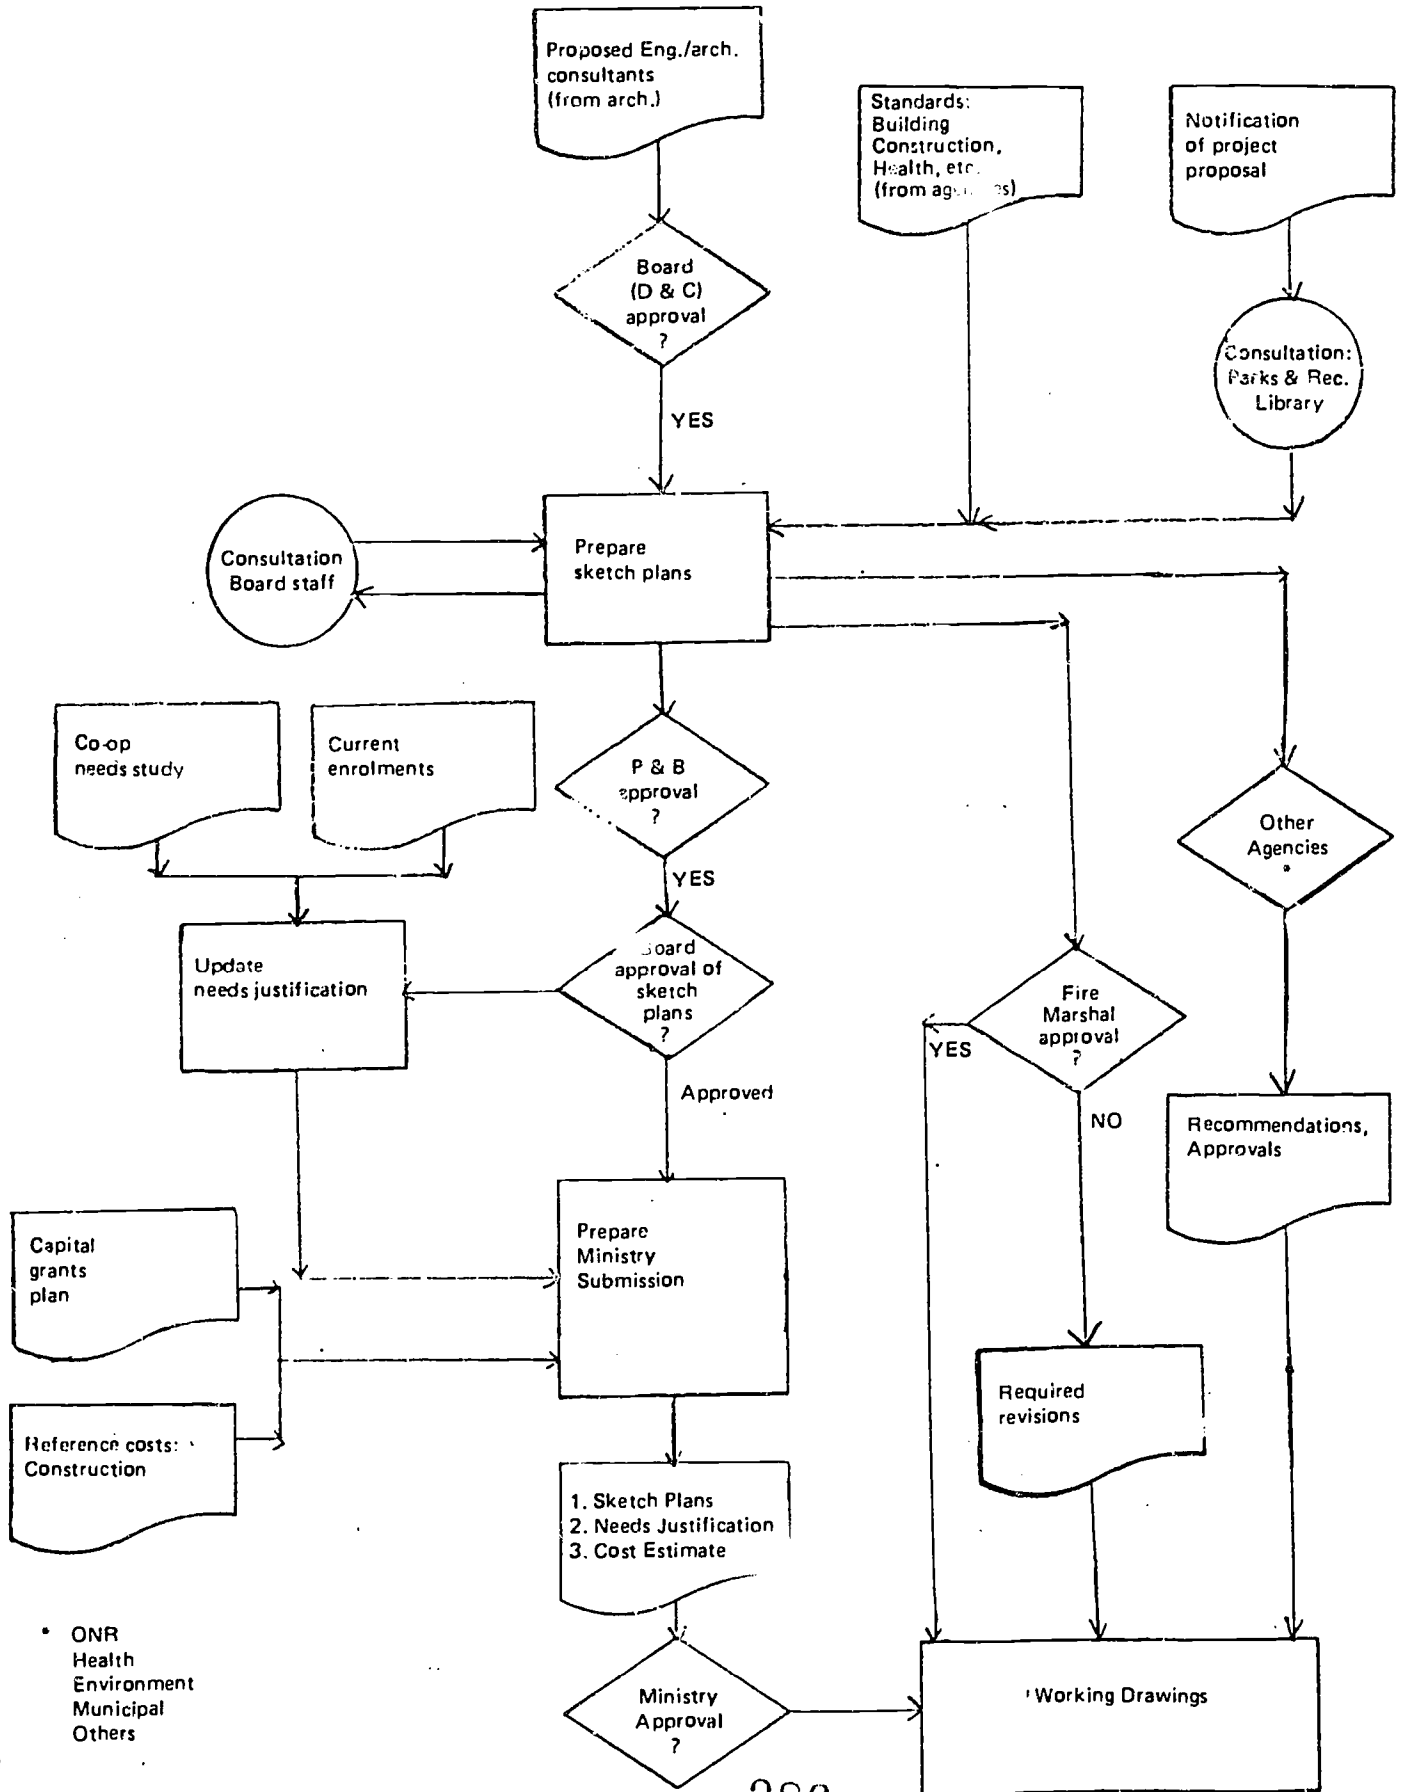 Proposed Eng./arch.
consultants
(from arch.)
Standards:
Building
Construction,
Health, etc.
(from
Notification
of project
proposal
Board
(D & C)
approval
?
Consultation:
Parks & Rec.
Library
YES
Prepare
sketch plans
Consultation
Board staff
Co-op
needs study
Current
enrolments
P & B
approval
?
Other
Agencies
*
YES
Update
needs justification
Board
approval of
sketch
plans
?
Fire
Marshal
approval
?
YES
Approved
NO
Recommendations,
Approvals
Capital
grants
plan
Prepare
Ministry
Submission
Required
revisions
Reference costs:
Construction
1. Sketch Plans
2. Needs Justification
3. Cost Estimate
* ONR
Health
Environment
Municipal
Others
Ministry
Approval
?
Working Drawings